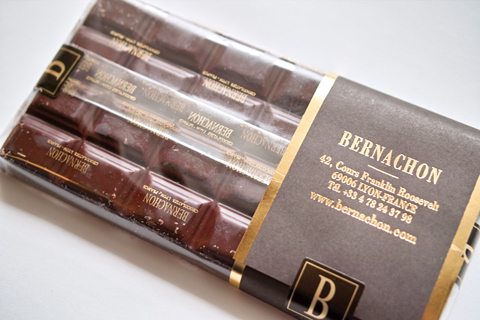 BERNACHON
42, Cours Franklin Roosevelt
69006 LYON-FRANCE
Tél. +33 4 78 24 37 98
www.bernachon.com
B
BERNACHON
BERNACHON
BERNACHON
BERNACHON